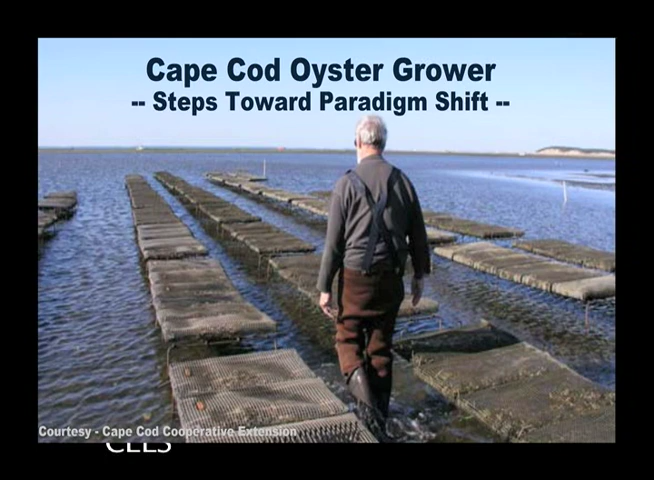 Cape Cod Oyster Grower
-- Steps Toward Paradigm Shift --
Courtesy - Cape Cod Cooperative Extension